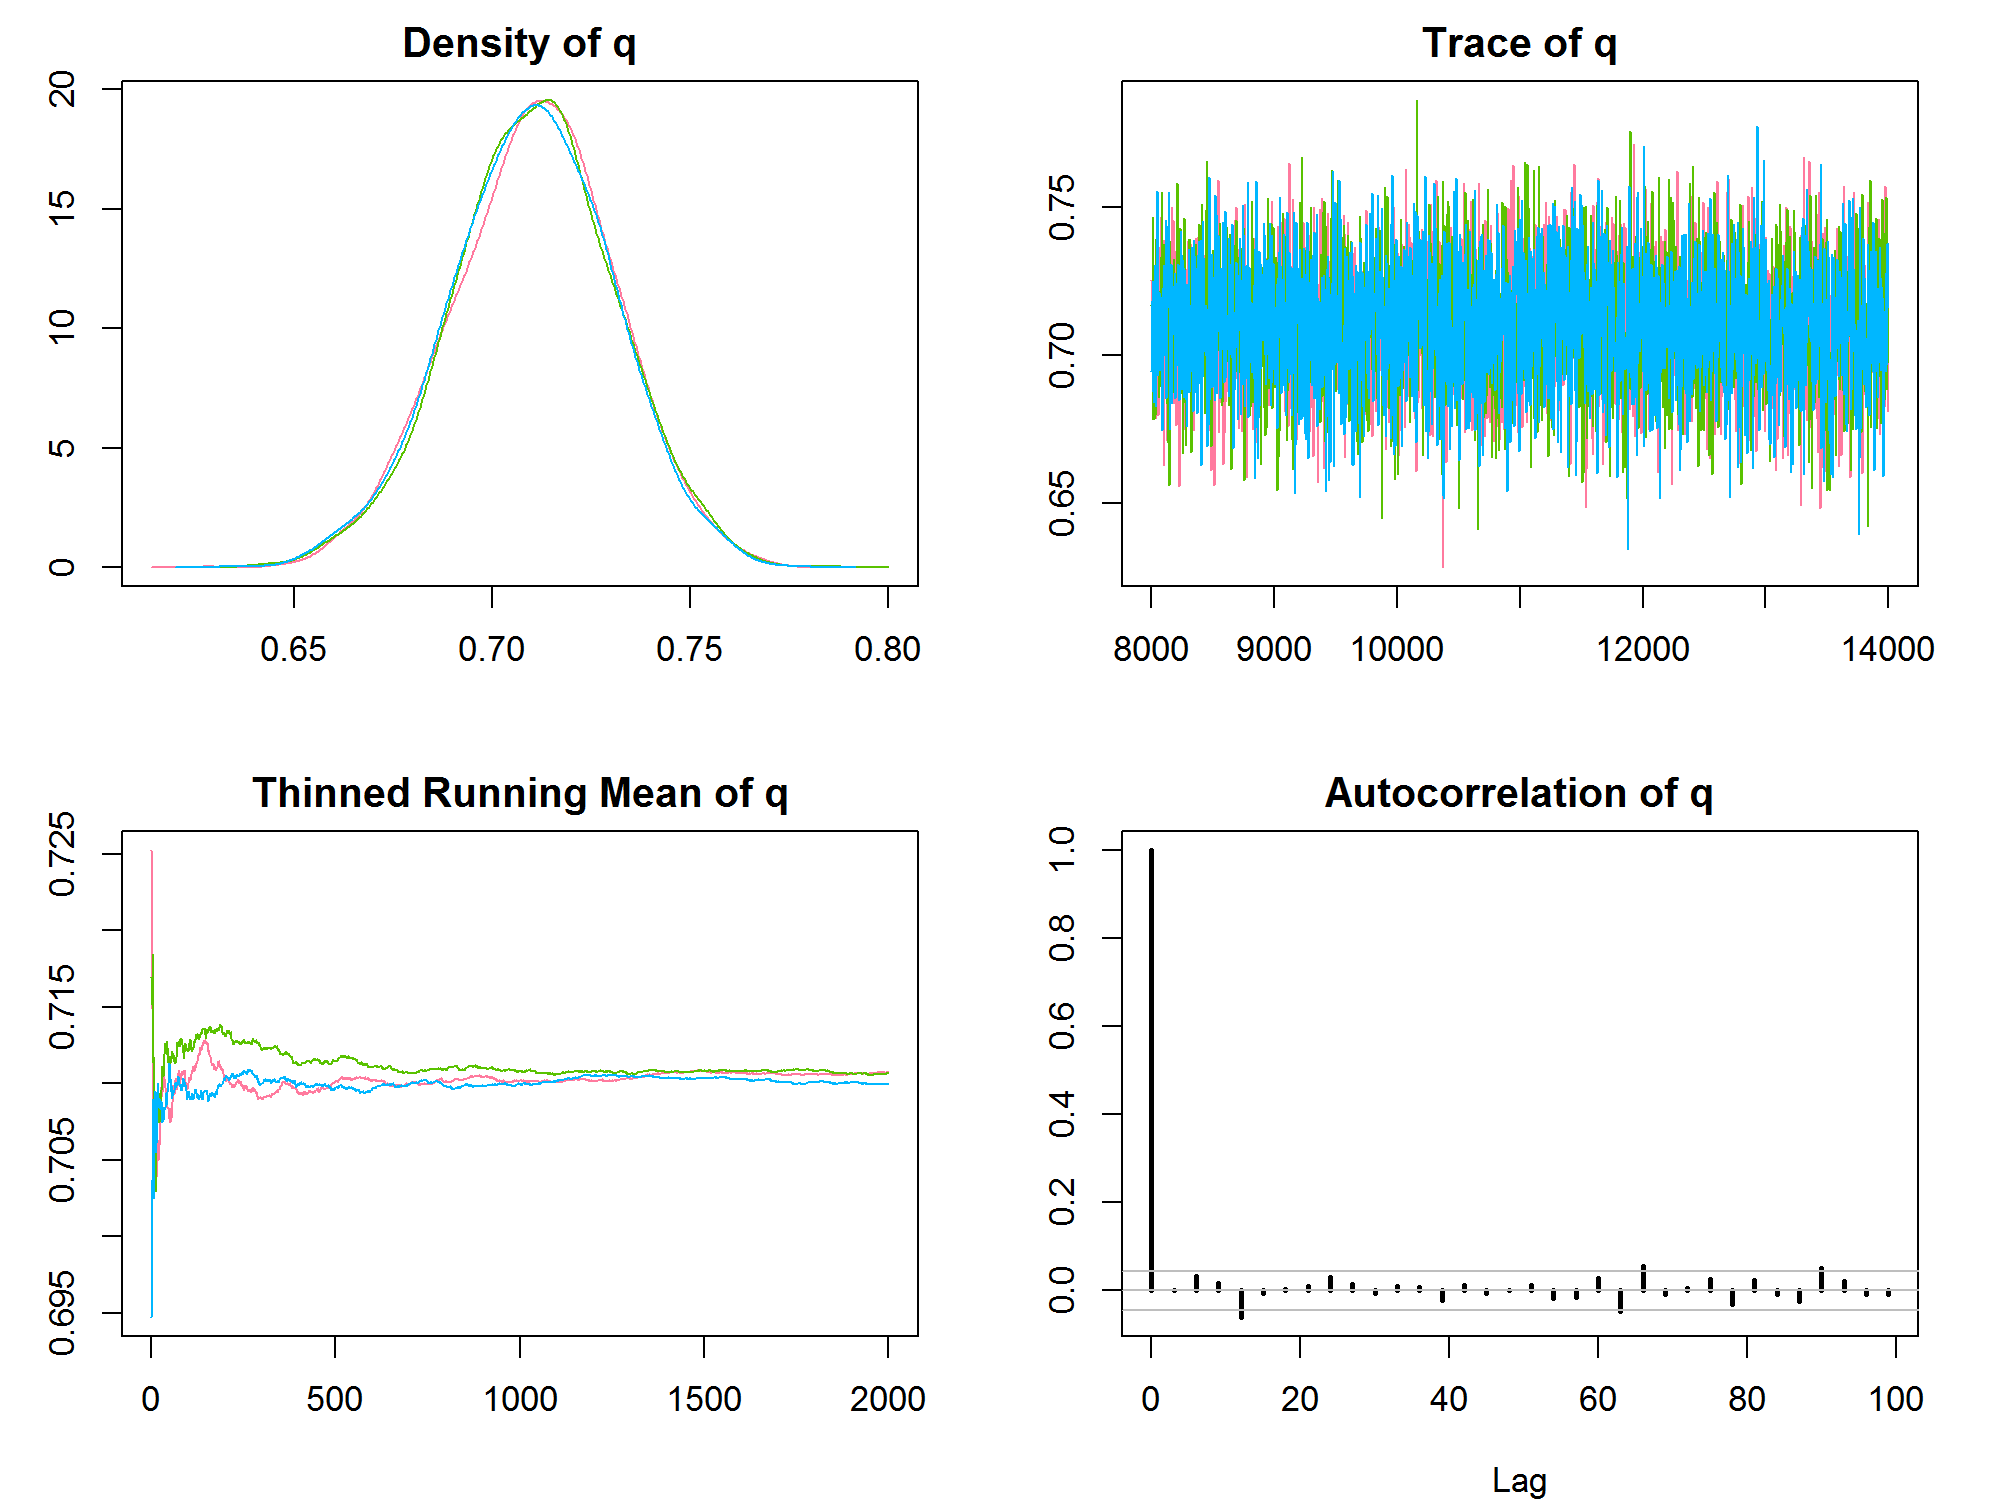 Density of q
20
15
10
5
0
0.65 0.70 0.75 0.80
Trace of q
0.75
0.70
0.65
8000 9000 10000 12000 14000
Thinned Running Mean of q
0.725
0.715
0.705
0.695
0 500 1000 1500 2000
Autocorrelation of q
1.0
0.8
0.6
0.4
0.2
0.0
0 20 40 60 80 100
Lag